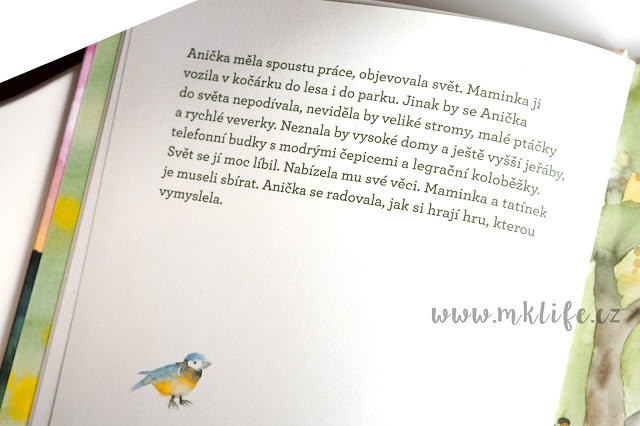 Anička měla spoustu práce, objevovala svět. Maminka ji
vozila v kočárku do lesa i do parku. Jinak by se Anička
do světa nepodívala, neviděla by veliké stromy, malé ptáčky
a rychlé veverky. Neznala by vysoké domy a ještě vyšší jeřáby,
telefonní budky s modrými čepicemi a legrační koloběžky.
Svět se jí moc líbil. Nabízela mu své věci. Maminka a tatínek
je museli sbírat. Anička se radovala, jak si hrají hru, kterou
vymyslela.
www.mklife.cz